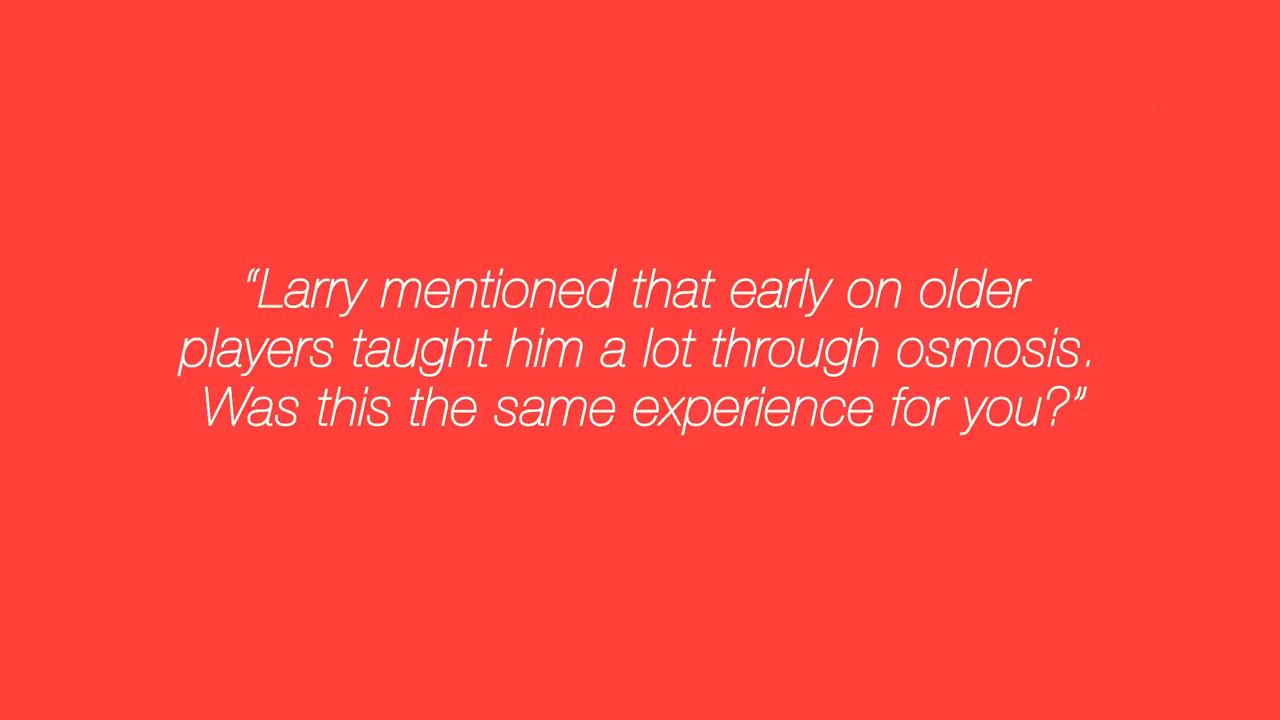 “Larry mentioned that early on older
players taught him a lot through osmosis.
Was this the same experience for you?”